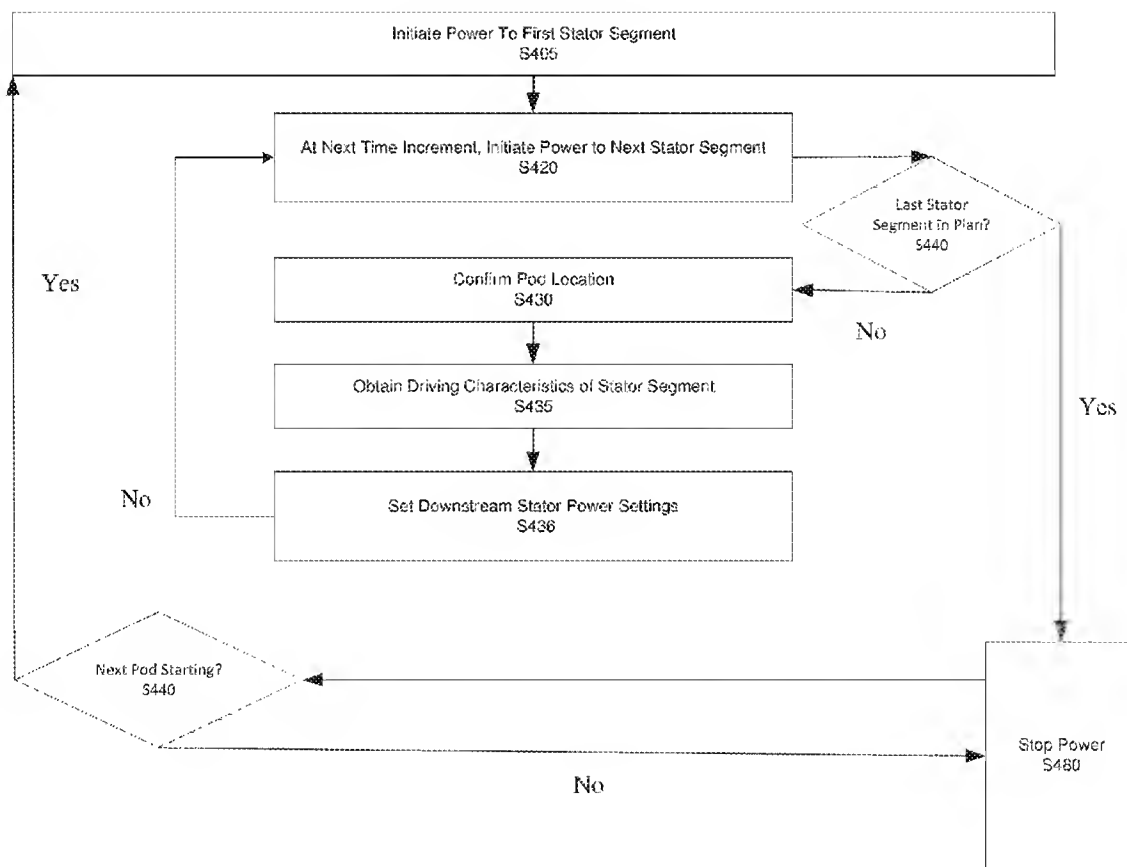 Initiate Power To First Stator Segment
S405
At Next Time Increment, Initiate Power to Next Stator Segment
S420
Last Stator
Segment in Plan?
S440
Yes
Confirm Pod Location
S430
No
Obtain Driving Characteristics of Stator Segment
S435
Yes
No
Set Downstream Stator Power Settings
S436
Next Pod Starting?
S440
Stop Power
S480
No